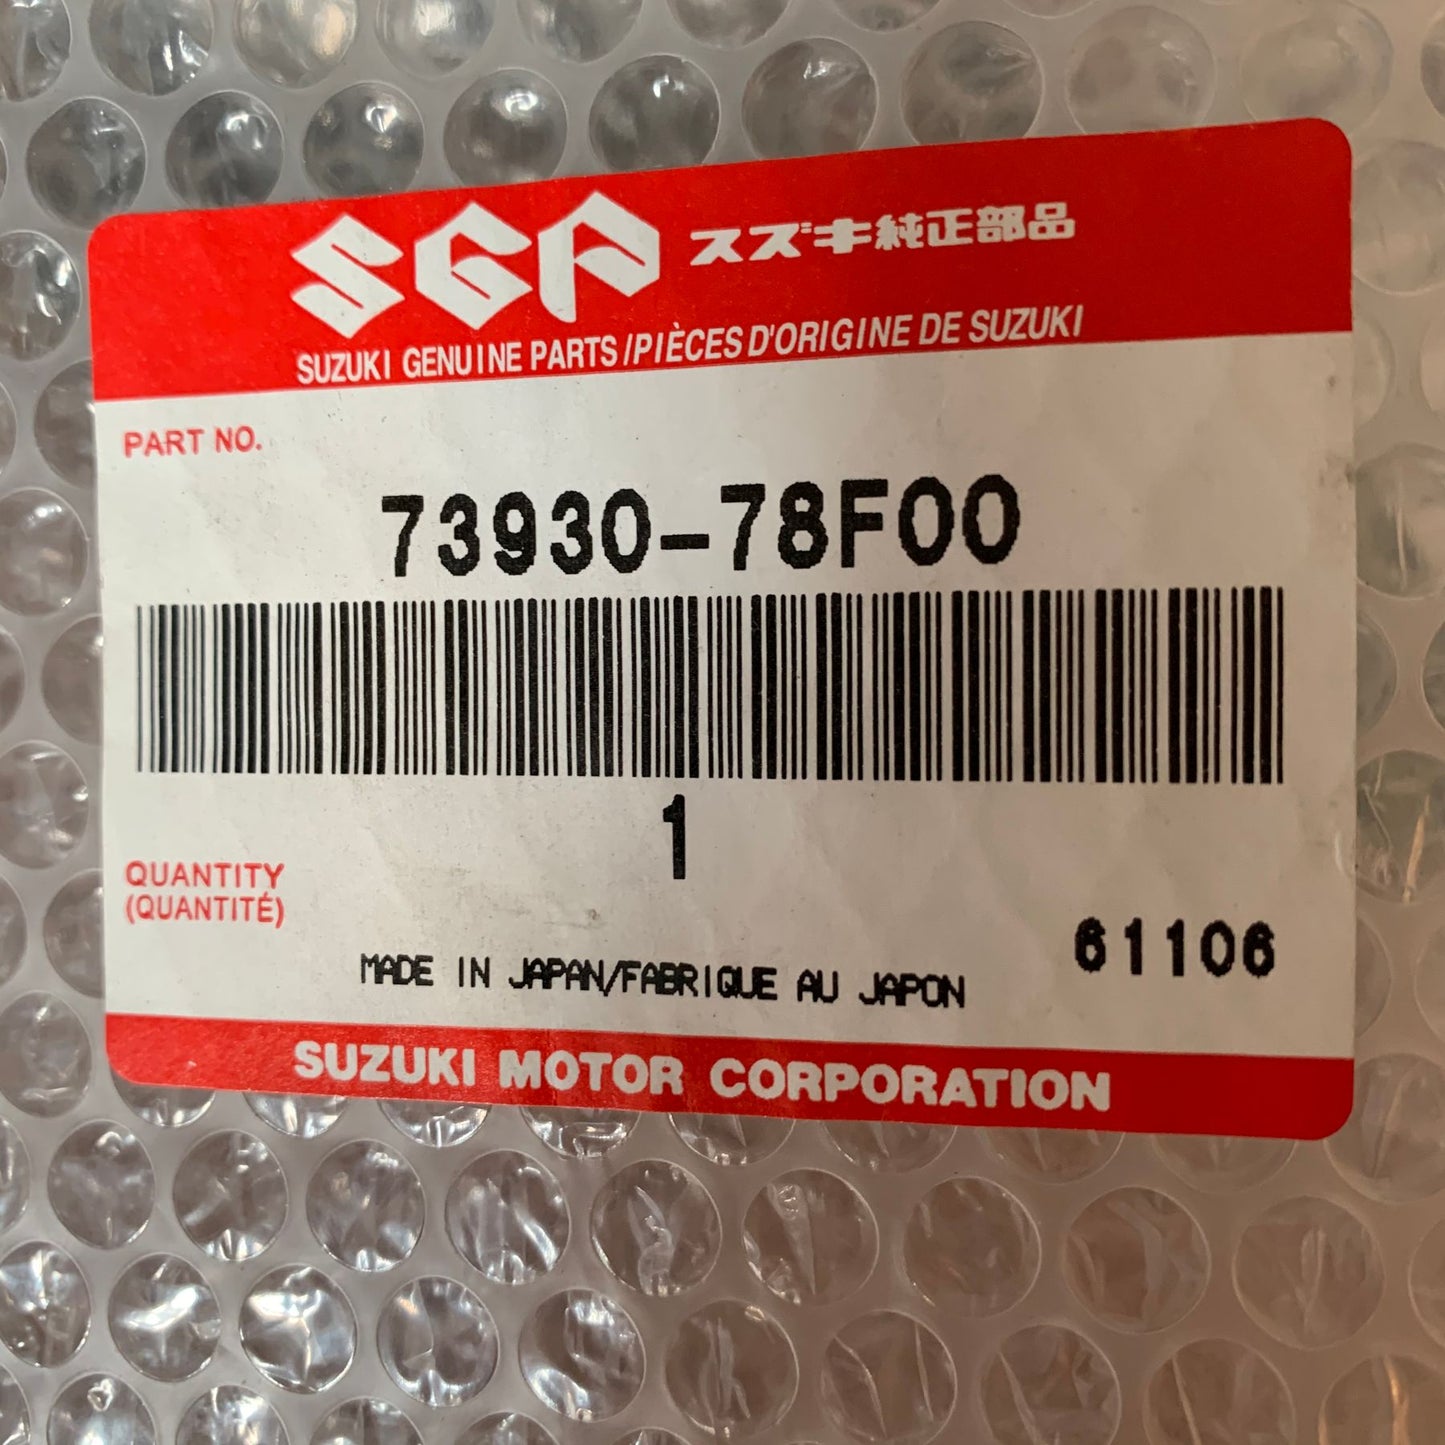 SGP スズキ純正部品
SUZUKI GENUINE PARTS/PIÈCES D'ORIGINE DE SUZUKI
PART NO.
73930-78F00
1
QUANTITY
(QUANTITÉ)
61106
MADE IN JAPAN/FABRIQUE AU JAPON
SUZUKI MOTOR CORPORATION